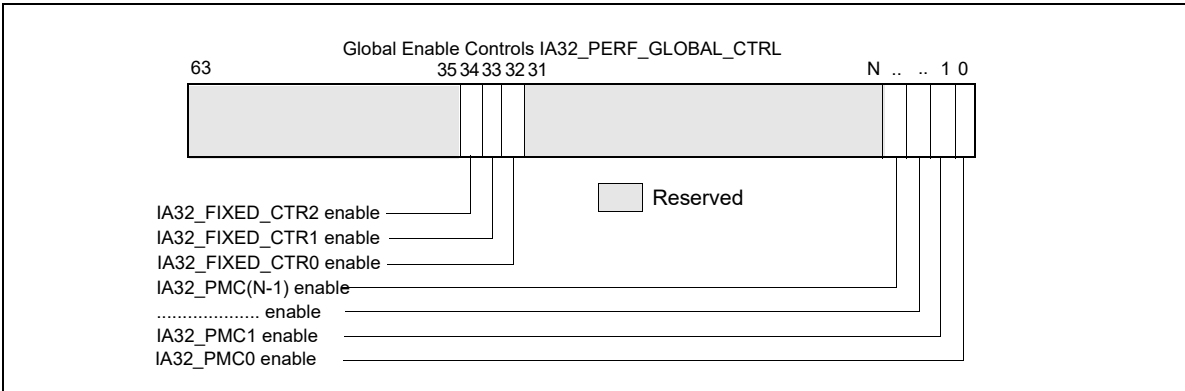 Global Enable Controls IA32_PERF_GLOBAL_CTRL
63 35 34 33 32 31 N .. .. 1 0
Reserved
IA32_FIXED_CTR2 enable
IA32_FIXED_CTR1 enable
IA32_FIXED_CTR0 enable
IA32_PMC(N-1) enable
.................... enable
IA32_PMC1 enable
IA32_PMC0 enable